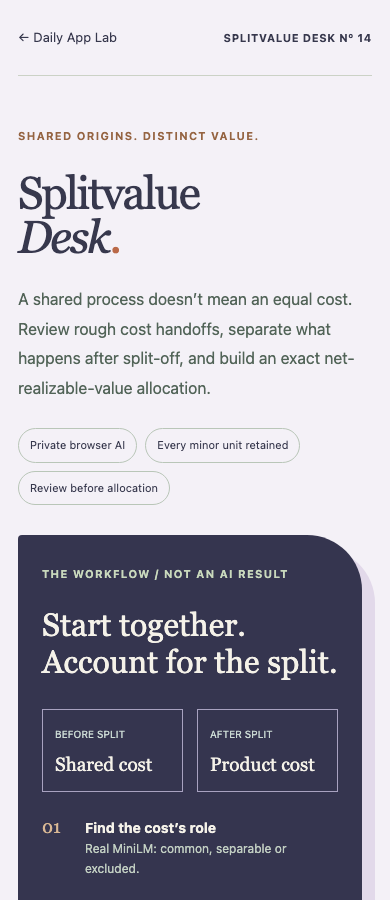 ← Daily App Lab
SPLITVALUE DESK Nº 14
SHARED ORIGINS. DISTINCT VALUE.
Splitvalue
Desk.
A shared process doesn’t mean an equal cost.
Review rough cost handoffs, separate what
happens after split-off, and build an exact net-
realizable-value allocation.
Private browser AI
Every minor unit retained
Review before allocation
THE WORKFLOW / NOT AN AI RESULT
Start together.
Account for the split.
BEFORE SPLIT
Shared cost
AFTER SPLIT
Product cost
01
Find the cost’s role
Real MiniLM: common, separable or
excluded.